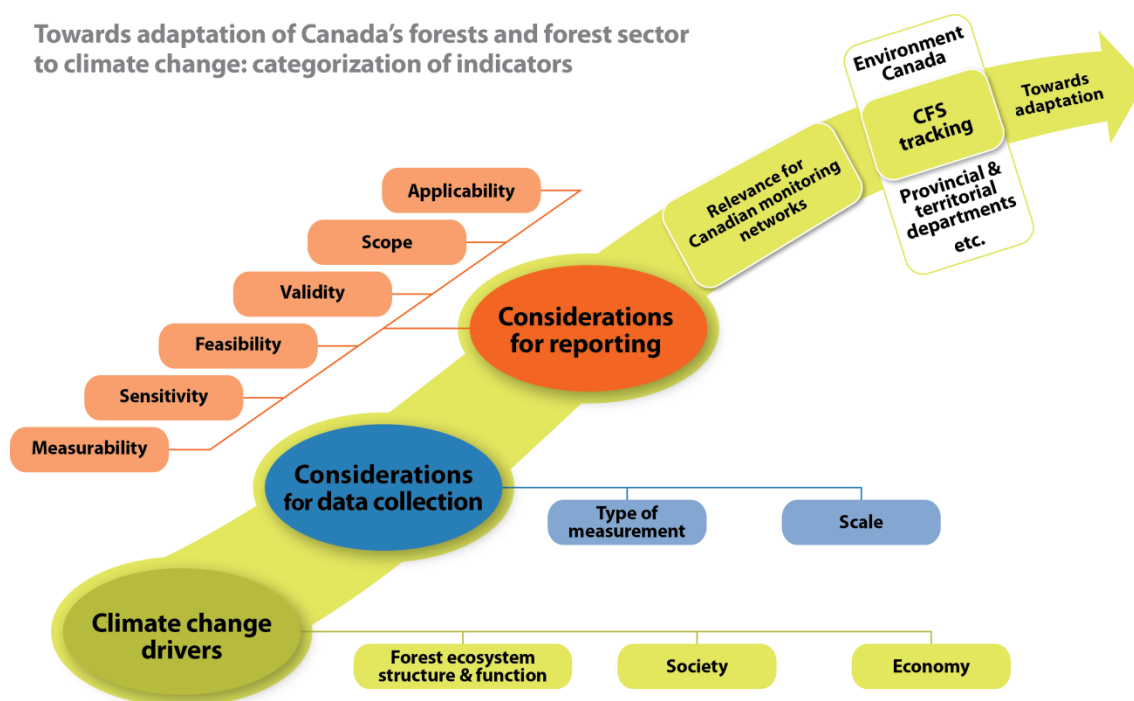 Towards adaptation of Canada's forests and forest sector
to climate change: categorization of indicators
Environment
Canada
CFS
tracking
Provincial &
territorial
departments
etc.
Towards
adaptation
Relevance for
Canadian monitoring
networks
Applicability
Scope
Validity
Feasibility
Sensitivity
Measurability
Considerations
for reporting
Considerations
for data collection
Type of
measurement
Scale
Climate change
drivers
Forest ecosystem
structure & function
Society
Economy